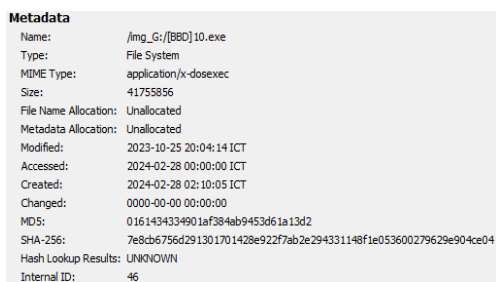 Metadata
Name: /img_G:/[BBD]10.exe
Type: File System
MIME Type: application/x-dosexec
Size: 41755856
File Name Allocation: Unallocated
Metadata Allocation: Unallocated
Modified: 2023-10-25 20:04:14 ICT
Accessed: 2024-02-28 00:00:00 ICT
Created: 2024-02-28 02:10:05 ICT
Changed: 0000-00-00 00:00:00
MD5: 0161434334901af384ab9453d61a13d2
SHA-256: 7e8cb6756d291301701428e922f7ab2e294331148f1e053600279629e904ce04
Hash Lookup Results: UNKNOWN
Internal ID: 46